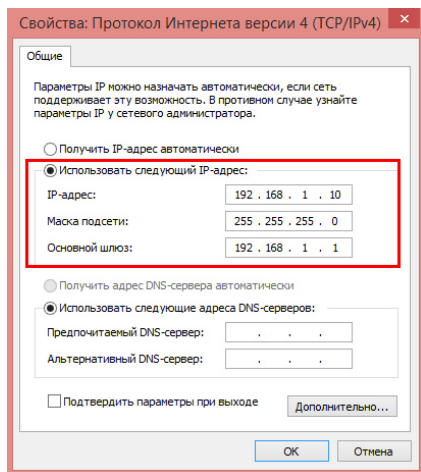 Свойства: Протокол Интернета версии 4 (TCP/IPv4)
Общие
Параметры IP можно назначать автоматически, если сеть
поддерживает эту возможность. В противном случае узнайте
параметры IP у сетевого администратора.
Получить IP-адрес автоматически
Использовать следующий IP-адрес:
IP-адрес: 192 . 168 . 1 . 10
Маска подсети: 255 . 255 . 255 . 0
Основной шлюз: 192 . 168 . 1 . 1
Получить адрес DNS-сервера автоматически
Использовать следующие адреса DNS-серверов:
Предпочитаемый DNS-сервер: . . .
Альтернативный DNS-сервер: . . .
Подтвердить параметры при выходе
Дополнительно...
ОК Отмена